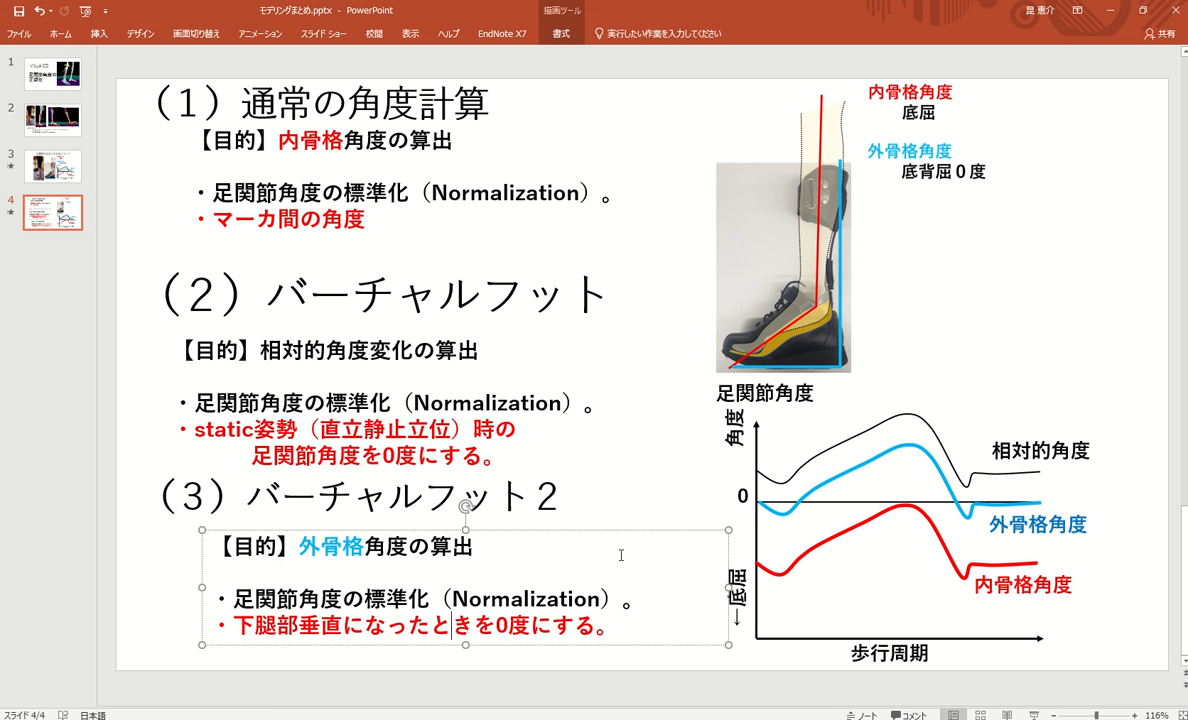 モデリングまとめ.pptx - PowerPoint
描画ツール
昆 恵介
ファイル ホーム 挿入 デザイン 画面切り替え アニメーション スライド ショー 校閲 表示 ヘルプ EndNote X7 書式 実行したい作業を入力してください 共有
1
2
3
4
（1）通常の角度計算
【目的】内骨格角度の算出
・足関節角度の標準化（Normalization）。
・マーカ間の角度
（2）バーチャルフット
【目的】相対的角度変化の算出
・足関節角度の標準化（Normalization）。
・static姿勢（直立静止立位）時の
足関節角度を0度にする。
（3）バーチャルフット2
【目的】外骨格角度の算出
・足関節角度の標準化（Normalization）。
・下腿部垂直になったときを0度にする。
内骨格角度
底屈
外骨格角度
底背屈０度
足関節角度
角度
0
←底屈
相対的角度
外骨格角度
内骨格角度
歩行周期
スライド 4/4 日本語 ノート コメント 116%